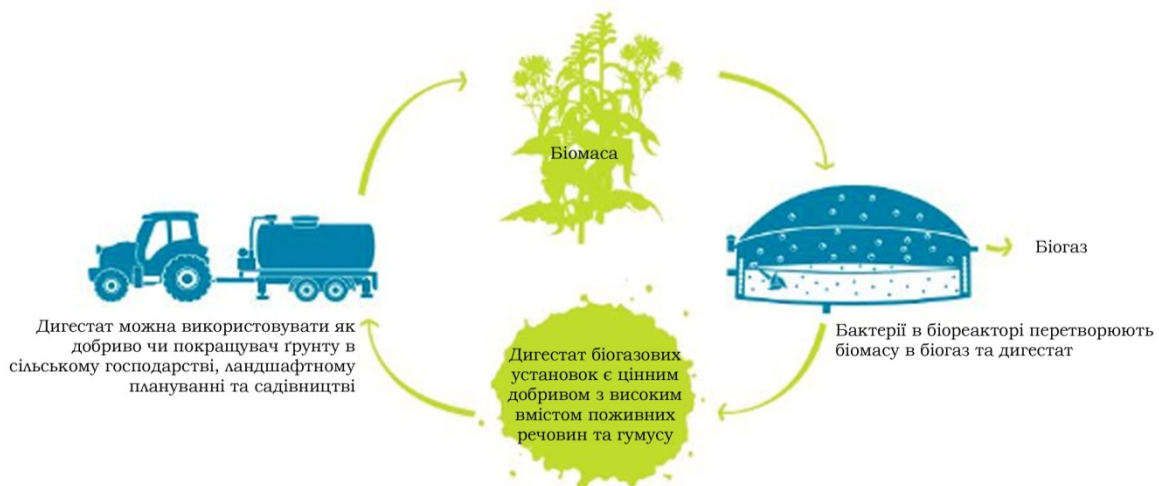 Біомаса
Біогаз
Бактерії в біореакторі перетворюють
біомасу в біогаз та дигестат
Дигестат біогазових
установок є цінним
добривом з високим
вмістом поживних
речовин та гумусу
Дигестат можна використовувати як
добриво чи покращувач ґрунту в
сільському господарстві, ландшафтному
плануванні та садівництві